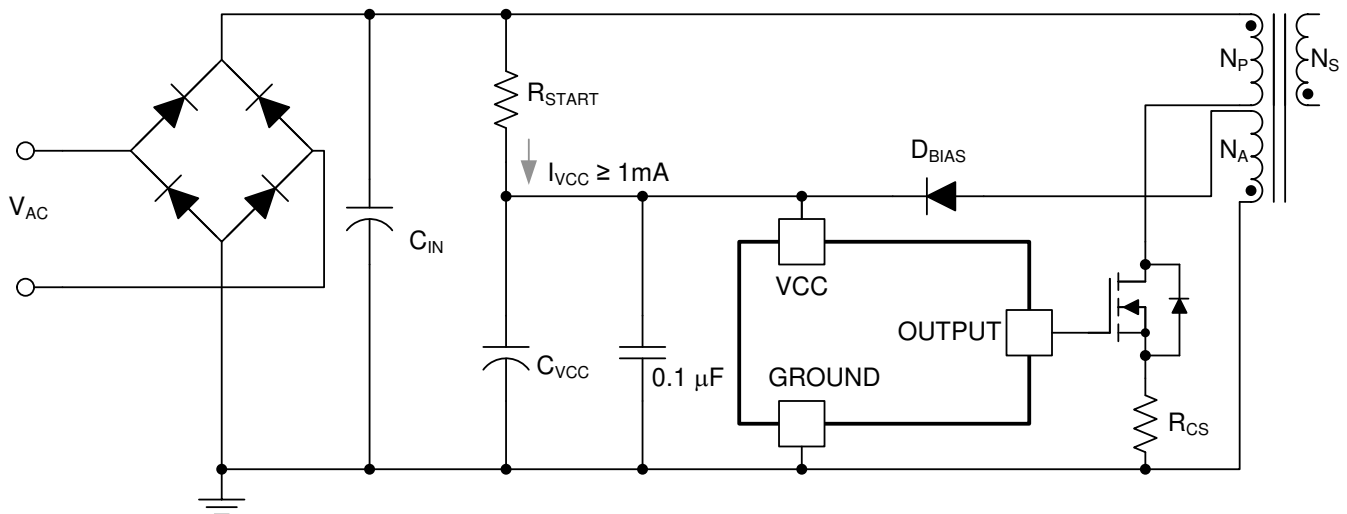 N_P
N_S
R_START
D_BIAS
N_A
I_VCC ≥ 1mA
V_AC
C_IN
VCC
OUTPUT
C_VCC
0.1 μF
GROUND
R_CS